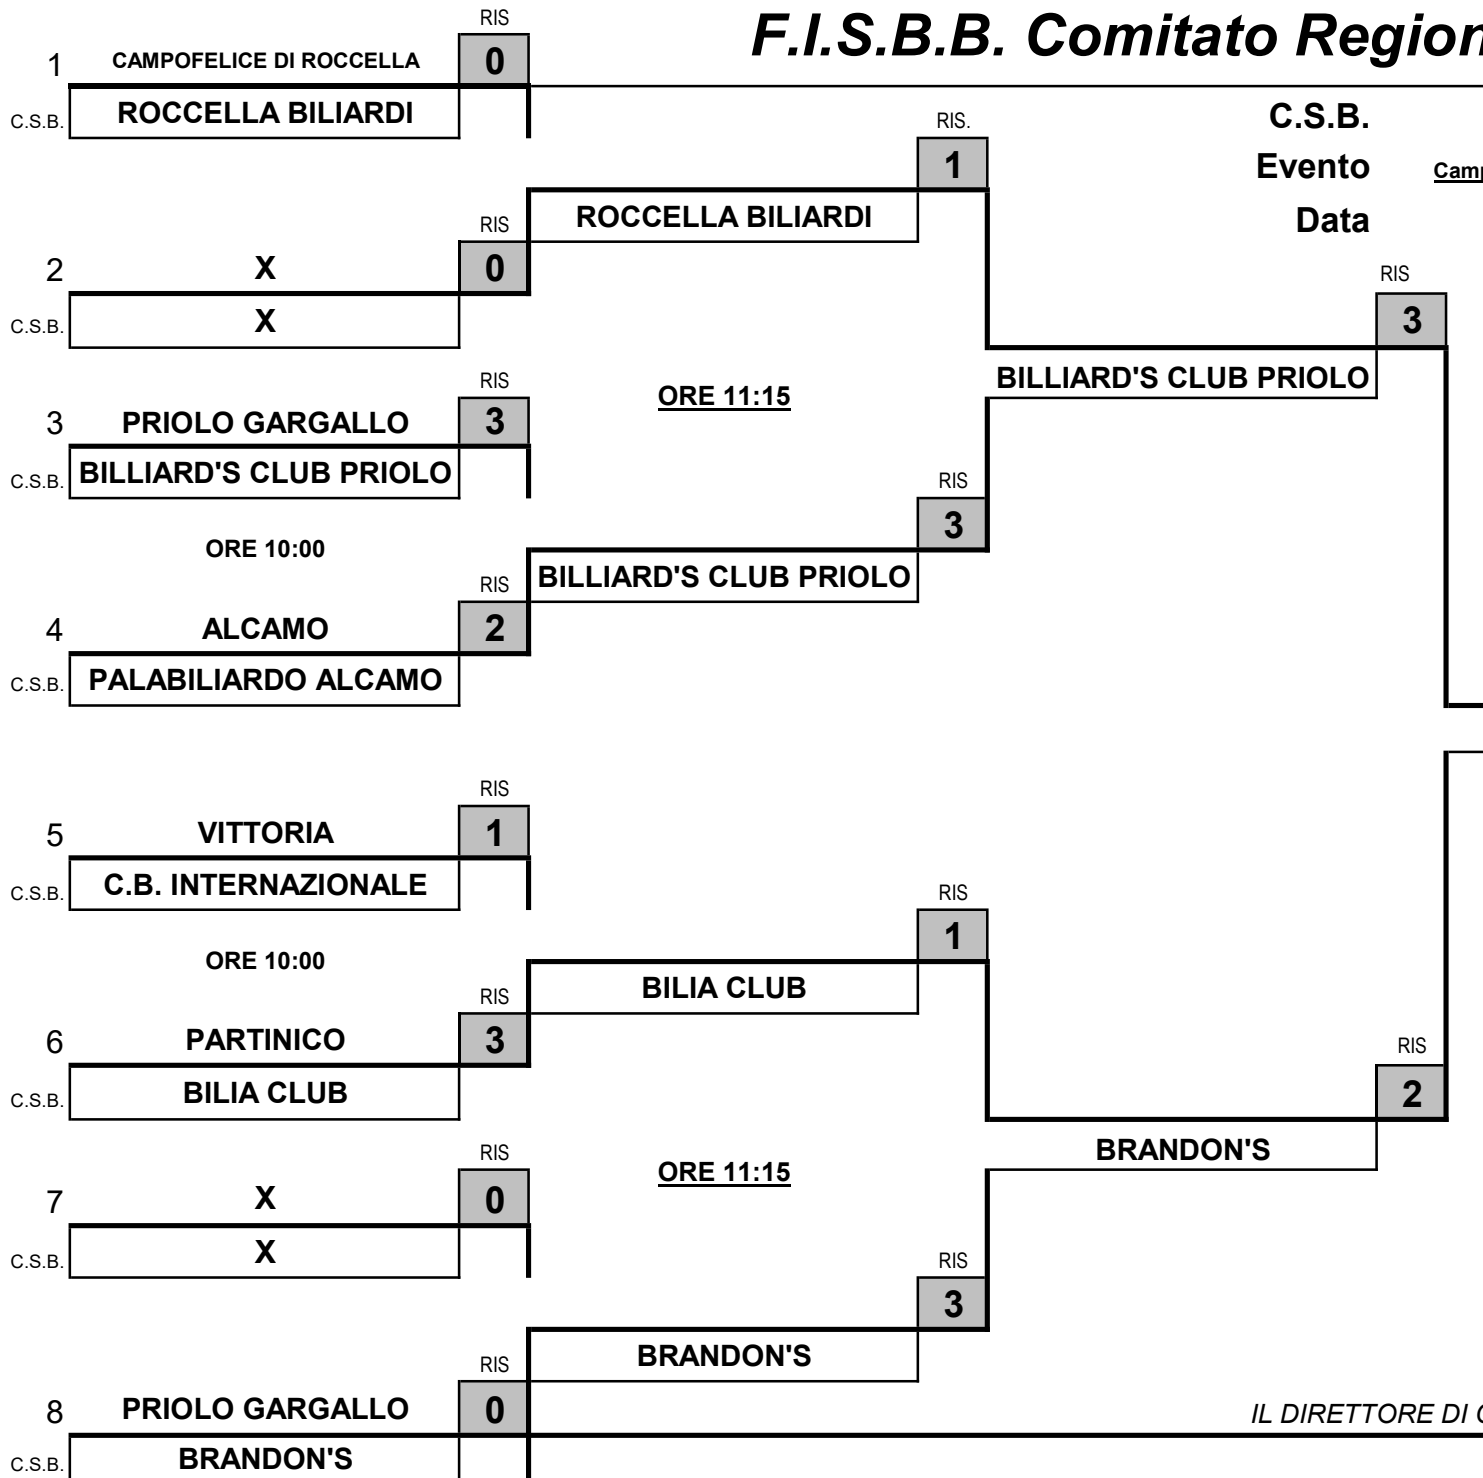 RIS
F.I.S.B.B. Comitato Region
1 CAMPOFELICE DI ROCCELLA 0
C.S.B. ROCCELLA BILIARDI
C.S.B.
RIS.
1
Evento
Camp
ROCCELLA BILIARDI
Data
RIS
2 X 0
C.S.B. X
RIS
3
BILLIARD'S CLUB PRIOLO
RIS
ORE 11:15
3 PRIOLO GARGALLO 3
C.S.B. BILLIARD'S CLUB PRIOLO
RIS
3
ORE 10:00
BILLIARD'S CLUB PRIOLO
RIS
4 ALCAMO 2
C.S.B. PALABILIARDO ALCAMO
RIS
5 VITTORIA 1
C.S.B. C.B. INTERNAZIONALE
RIS
1
ORE 10:00
BILIA CLUB
RIS
6 PARTINICO 3
C.S.B. BILIA CLUB
RIS
2
BRANDON'S
RIS
ORE 11:15
7 X 0
C.S.B. X
RIS
3
BRANDON'S
RIS
8 PRIOLO GARGALLO 0
IL DIRETTORE DI
C.S.B. BRANDON'S